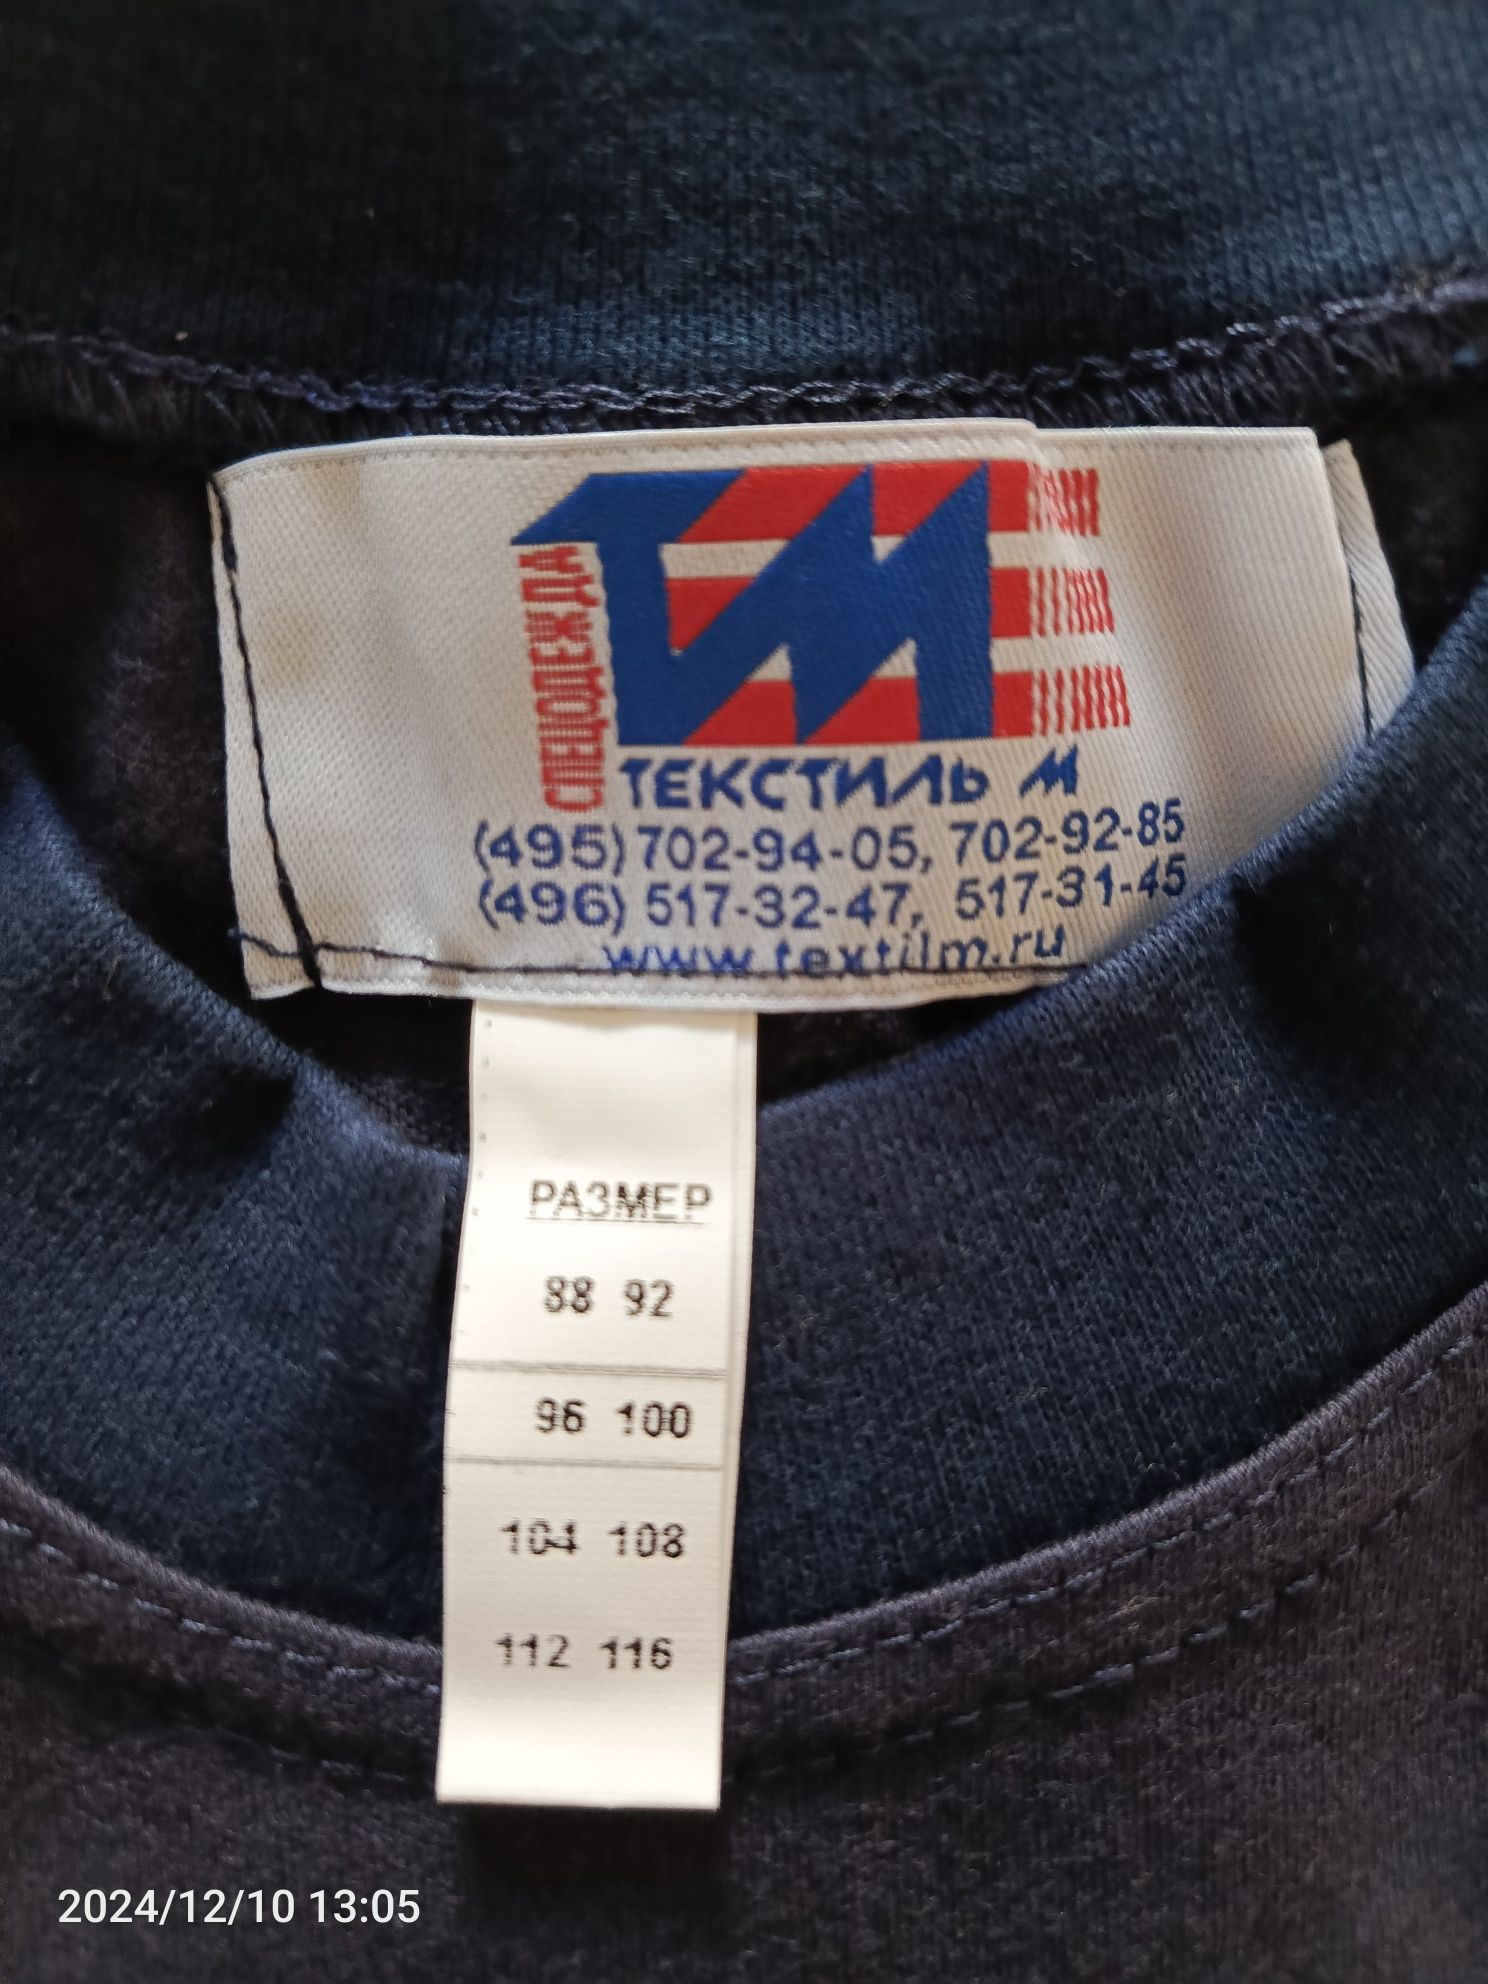 СПЕЦОДЕЖДА
ТМ
ТЕКСТИЛЬ М
(495) 702-94-05, 702-92-85
(496) 517-32-47, 517-31-45
www.textilm.ru
РАЗМЕР
88 92
96 100
104 108
112 116
2024/12/10 13:05